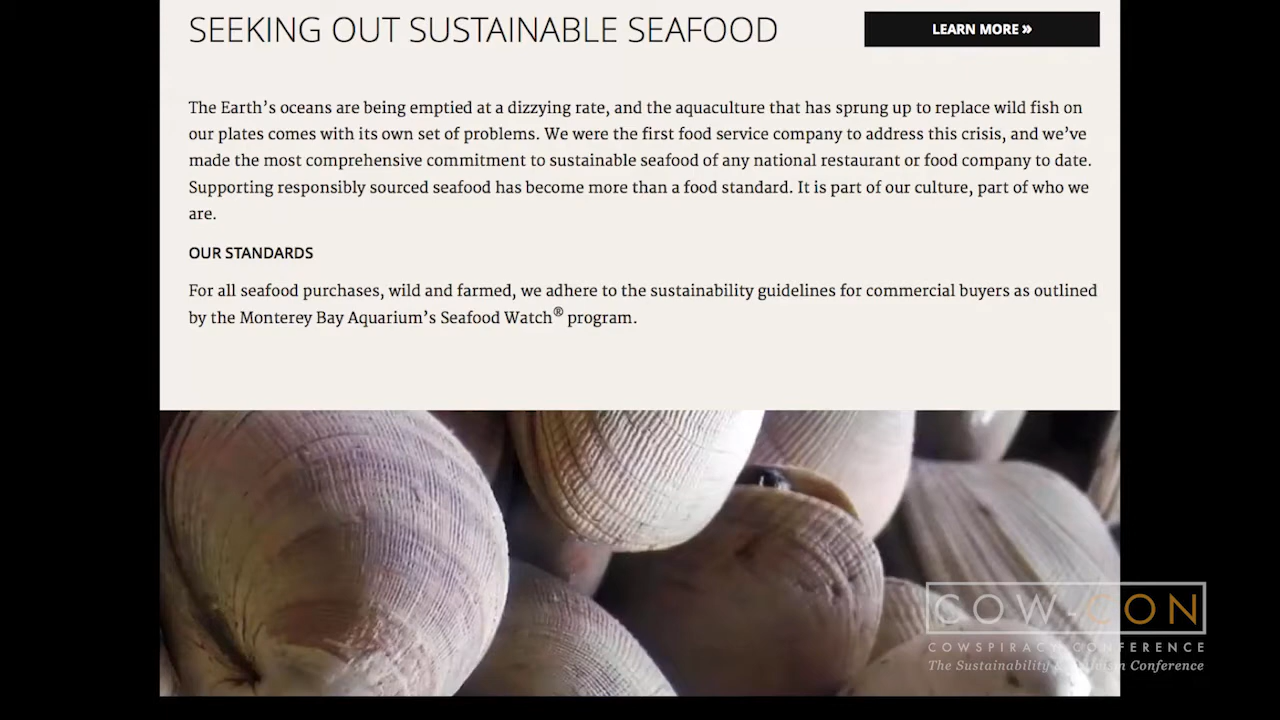 SEEKING OUT SUSTAINABLE SEAFOOD
LEARN MORE »
The Earth’s oceans are being emptied at a dizzying rate, and the aquaculture that has sprung up to replace wild fish on
our plates comes with its own set of problems. We were the first food service company to address this crisis, and we’ve
made the most comprehensive commitment to sustainable seafood of any national restaurant or food company to date.
Supporting responsibly sourced seafood has become more than a food standard. It is part of our culture, part of who we
are.
OUR STANDARDS
For all seafood purchases, wild and farmed, we adhere to the sustainability guidelines for commercial buyers as outlined
by the Monterey Bay Aquarium’s Seafood Watch® program.
COW-CON
COWSPIRACY CONFERENCE
The Sustainability & Conference